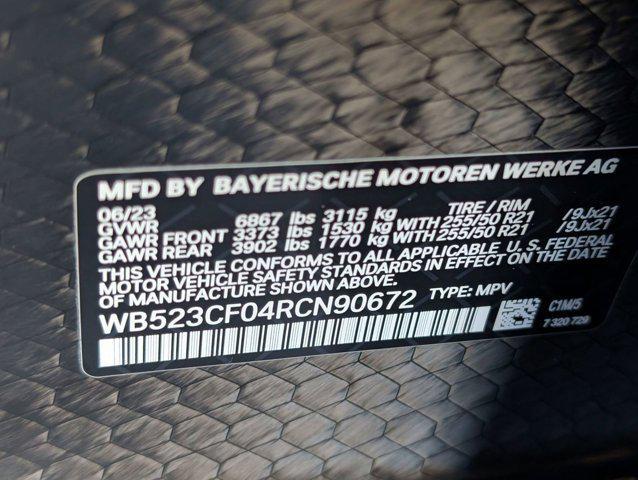 MFD BY BAYERISCHE MOTOREN WERKE AG
06/23 TIRE / RIM
GVWR 6867 lbs 3115 kg
GAWR FRONT 3373 lbs 1530 kg WITH 255/50 R21 /9Jx21
GAWR REAR 3902 lbs 1770 kg WITH 255/50 R21 /9Jx21
THIS VEHICLE CONFORMS TO ALL APPLICABLE U.S. FEDERAL
MOTOR VEHICLE SAFETY STANDARDS IN EFFECT ON THE DATE
OF MANUFACTURE SHOWN ABOVE.
WB523CF04RCN90672 TYPE: MPV
C1M/5
7 320 729